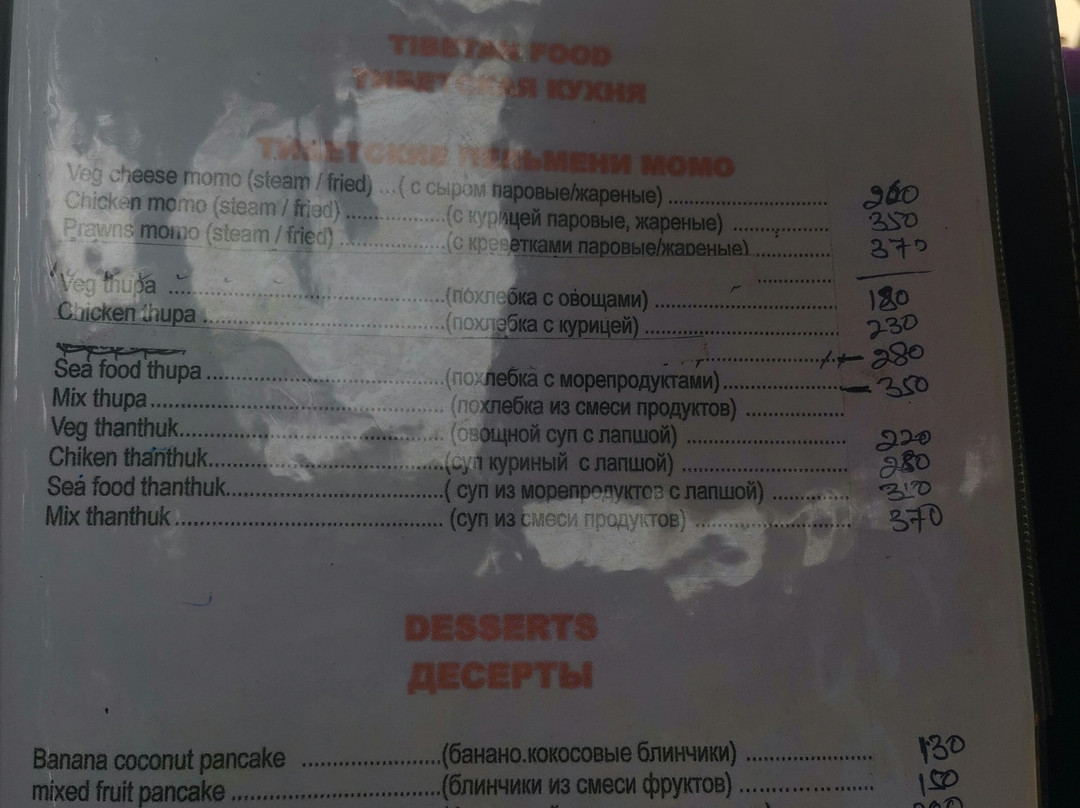 TIBETAN FOOD
ТИБЕТСКАЯ КУХНЯ
ТИБЕТСКИЕ ПЕЛЬМЕНИ МОМО
Veg cheese momo (steam / fried) ...( с сыром паровые/жареные) ............................
Chicken momo (steam / fried) ..................(с курицей паровые, жареные) ................. 350
Prawns momo (steam / fried) ...................(с креветками паровые/жареные).............. 370
Veg thupa ..................................................(похлебка с овощами) ............................... 180
Chicken thupa ...........................................(похлебка с курицей) ................................. 230
........................ 280
Sea food thupa ..........................................(похлебка с морепродуктами).................... 350
Mix thupa.................................................... (похлебка из смеси продуктов) .................
Veg thanthuk............................................... (овощной суп с лапшой) ............................ 220
Chiken thanthuk..........................................(суп куриный с лапшой) ............................. 280
Sea food thanthuk.......................................( суп из морепродуктов с лапшой) .............
Mix thanthuk ............................................... (суп из смеси продуктов) ........................... 370
DESSERTS
ДЕСЕРТЫ
Banana coconut pancake .........................(банано.кокосовые блинчики) ..................... 130
mixed fruit pancake .....................................(блинчики из смеси фруктов) ..................... 150